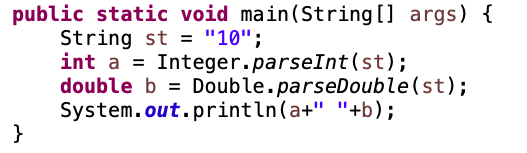 public static void main(String[] args) {
    String st = "10";
    int a = Integer.parseInt(st);
    double b = Double.parseDouble(st);
    System.out.println(a+" "+b);
}